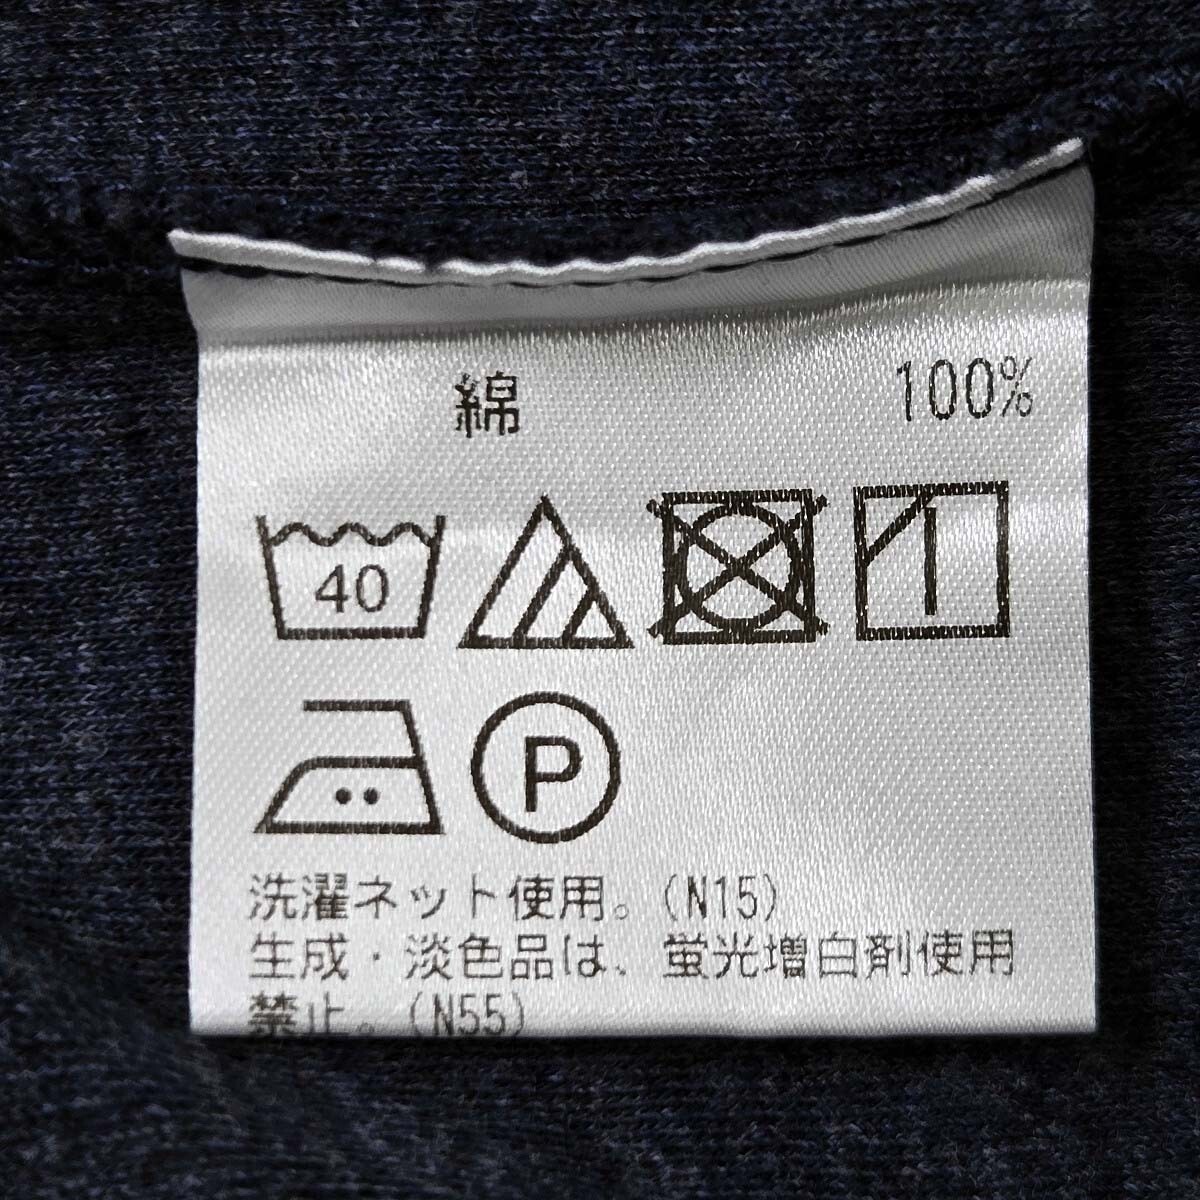 綿 100%
40
P
洗濯ネット使用。(N15)
生成・淡色品は、蛍光増白剤使用
禁止。(N55)